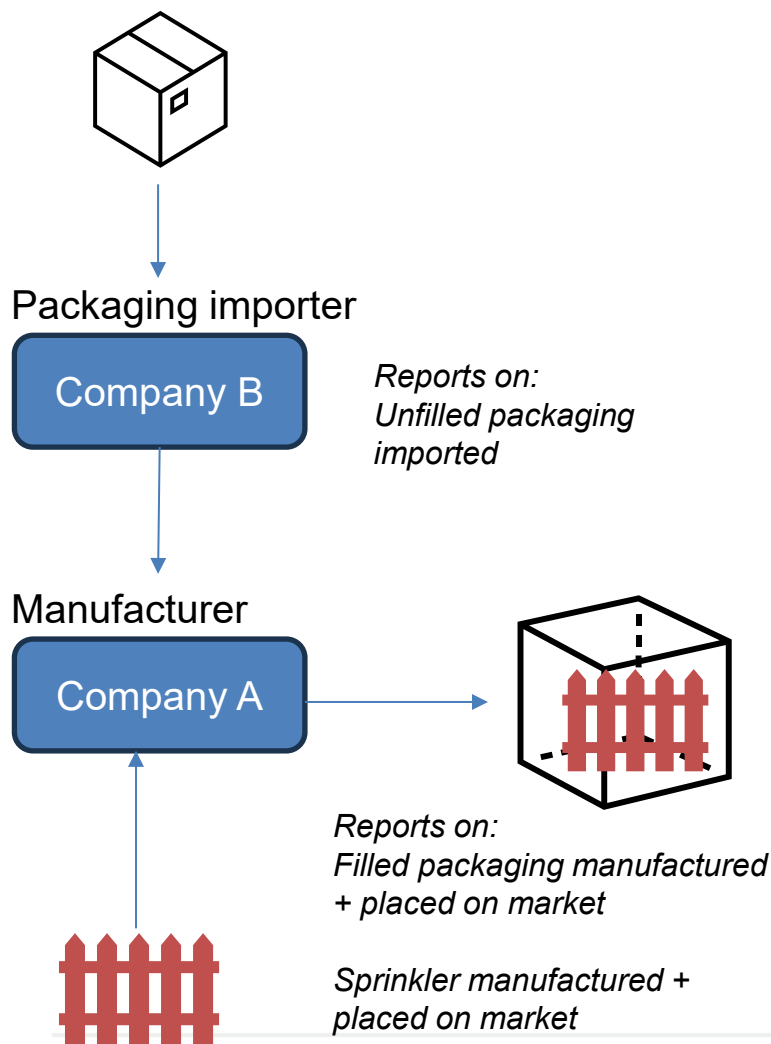 Packaging importer
Company B
Reports on:
Unfilled packaging
imported
Manufacturer
Company A
Reports on:
Filled packaging manufactured
+ placed on market
Sprinkler manufactured +
placed on market